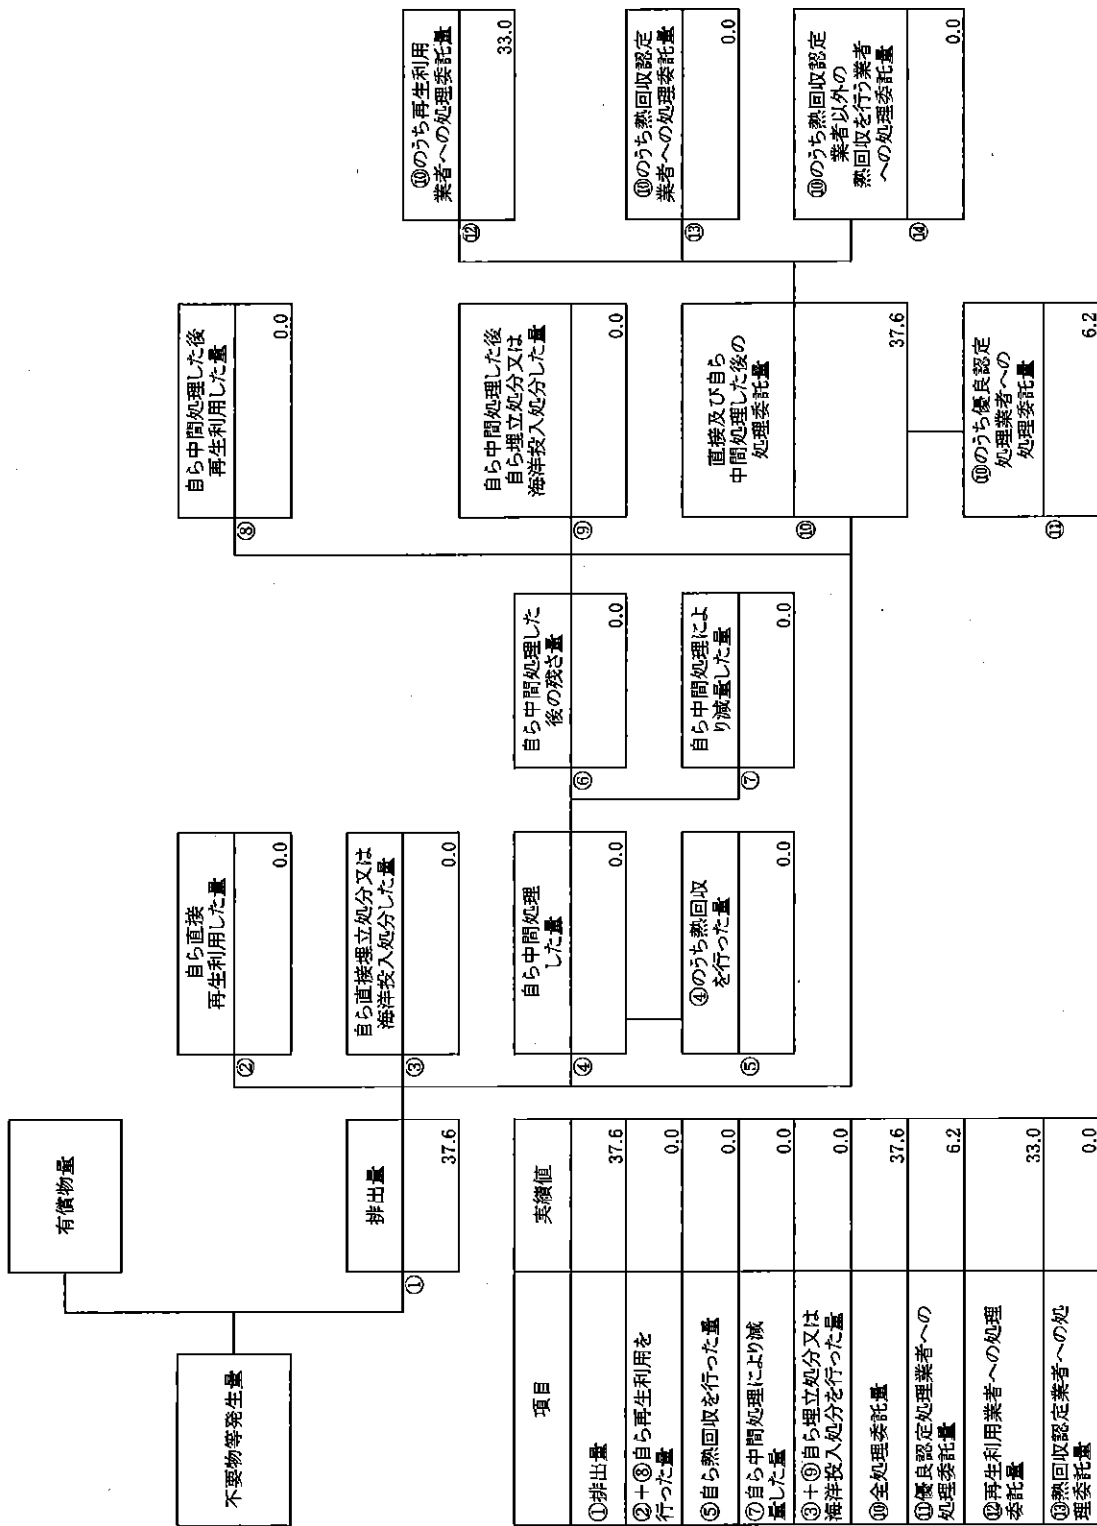 不要物等発生量
有償物量
①
排出量
37.6
②
自ら直接
再生利用した量
0.0
③
自ら直接埋立処分又は
海洋投入処分した量
0.0
④
自ら中間処理
した量
0.0
⑤
④のうち熱回収
を行った量
0.0
⑥
自ら中間処理した
後の残さ量
0.0
⑦
自ら中間処理によ
り減量した量
0.0
⑧
自ら中間処理した後
再生利用した量
0.0
⑨
自ら中間処理した後
自ら埋立処分又は
海洋投入処分した量
0.0
⑩
直接及び自ら
中間処理した後の
処理委託量
37.6
⑪
⑩のうち優良認定
処理業者への
処理委託量
6.2
⑫
⑩のうち再生利用
業者への処理委託量
33.0
⑬
⑩のうち熱回収認定
業者への処理委託量
0.0
⑭
⑩のうち熱回収認定
業者以外の
熱回収を行う業者
への処理委託量
0.0
項目
実績値
①排出量
37.6
②+⑧自ら再生利用を
行った量
0.0
⑤自ら熱回収を行った量
0.0
⑦自ら中間処理により減
量した量
0.0
③+⑨自ら埋立処分又は
海洋投入処分を行った量
0.0
⑩全処理委託量
37.6
⑪優良認定処理業者への
処理委託量
6.2
⑫再生利用業者への処理
委託量
33.0
⑬熱回収認定業者への処
理委託量
0.0